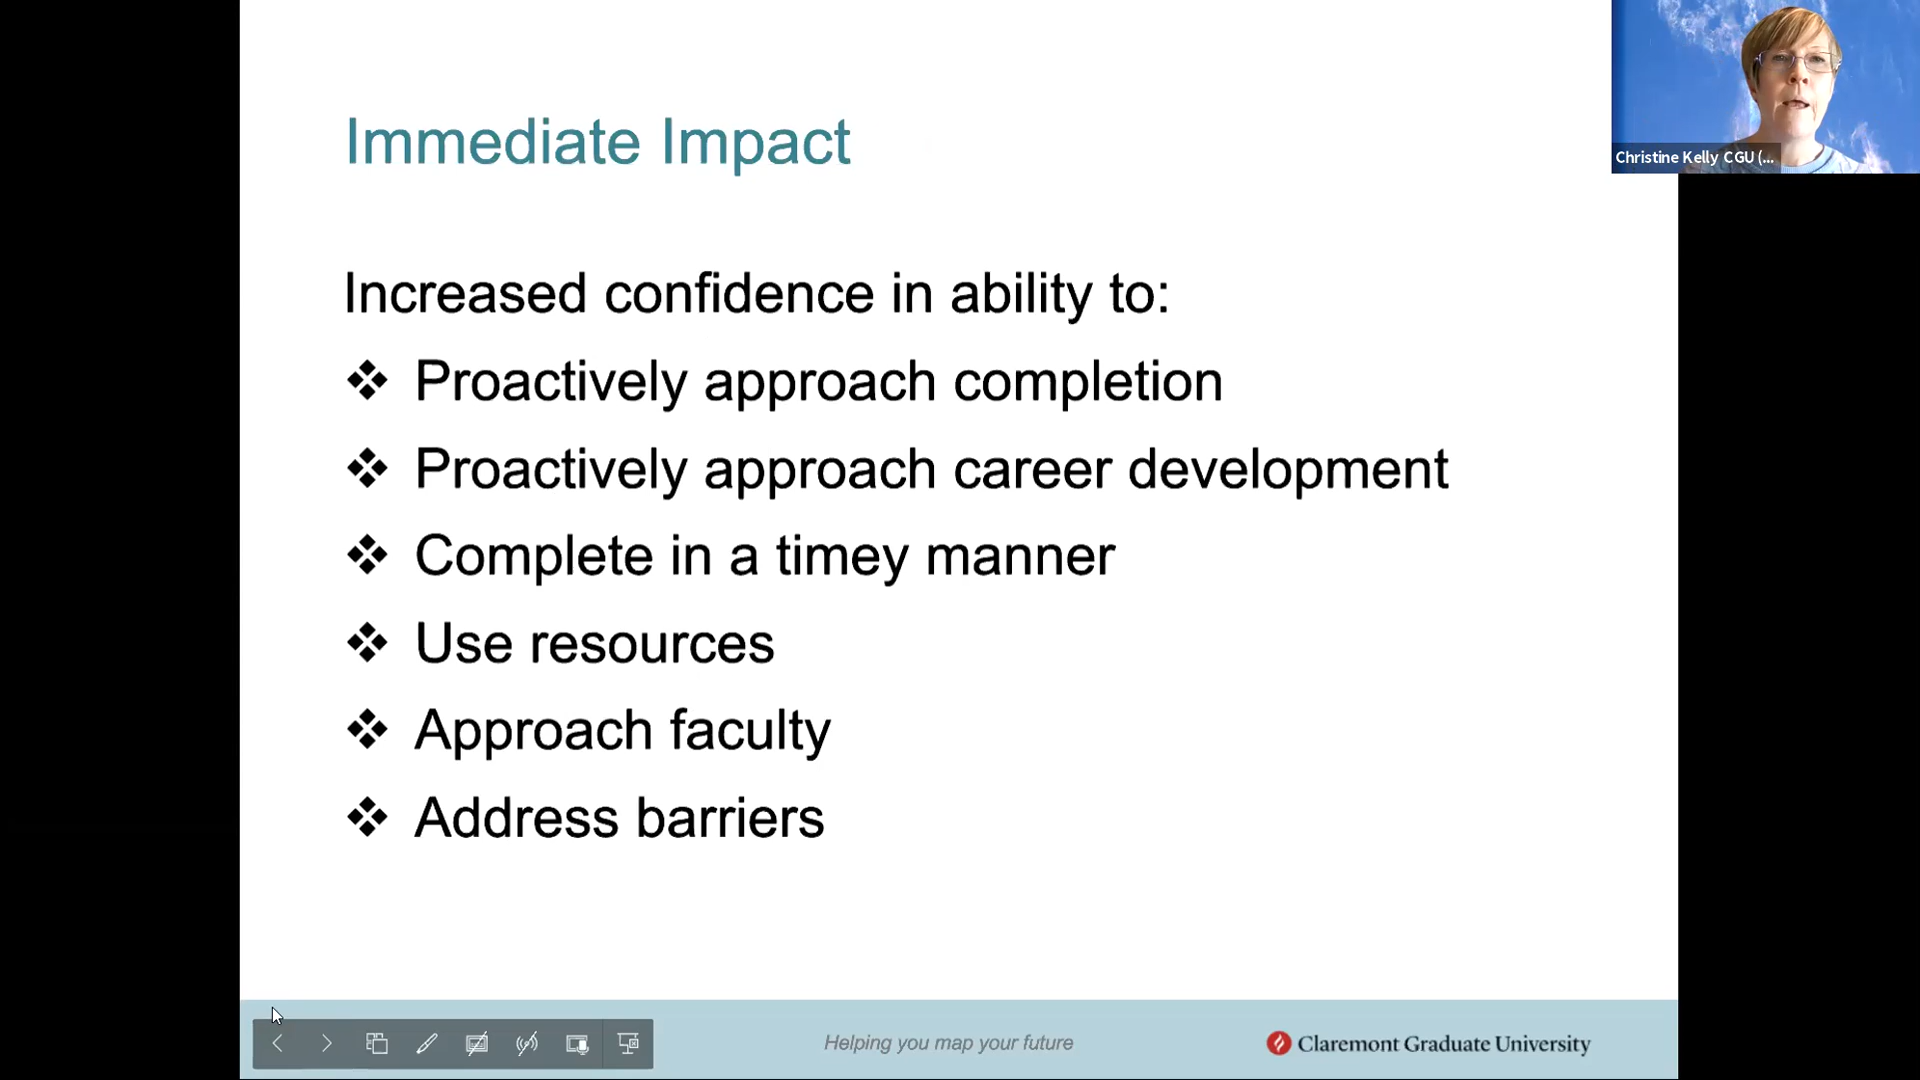 Immediate Impact
Christine Kelly CGU (...
Increased confidence in ability to:
❖ Proactively approach completion
❖ Proactively approach career development
❖ Complete in a timey manner
❖ Use resources
❖ Approach faculty
❖ Address barriers
Helping you map your future
Claremont Graduate University